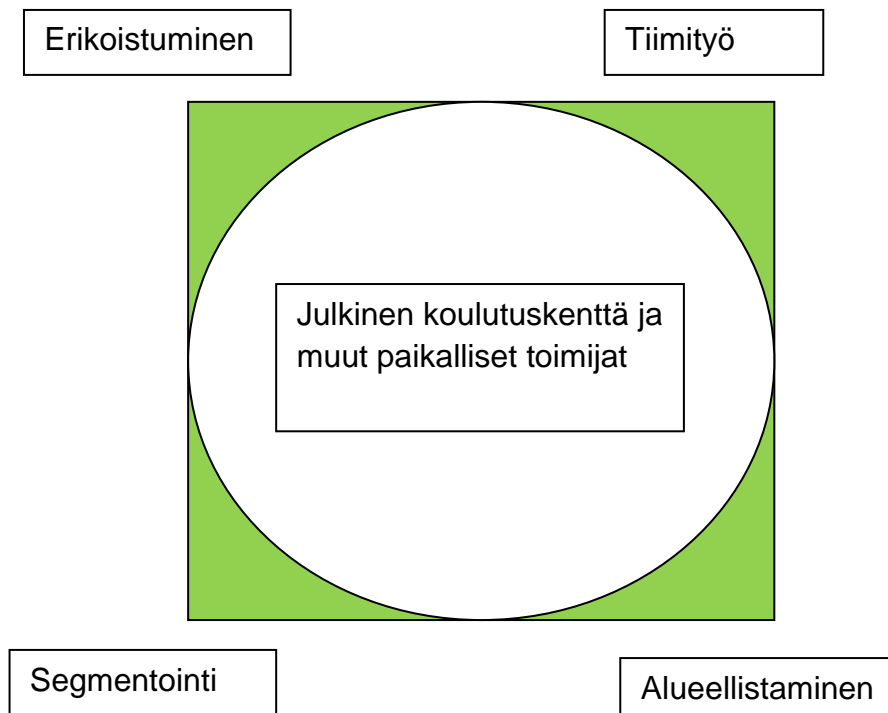 Erikoistuminen
Tiimityö
Julkinen koulutuskenttä ja
muut paikalliset toimijat
Segmentointi
Alueellistaminen